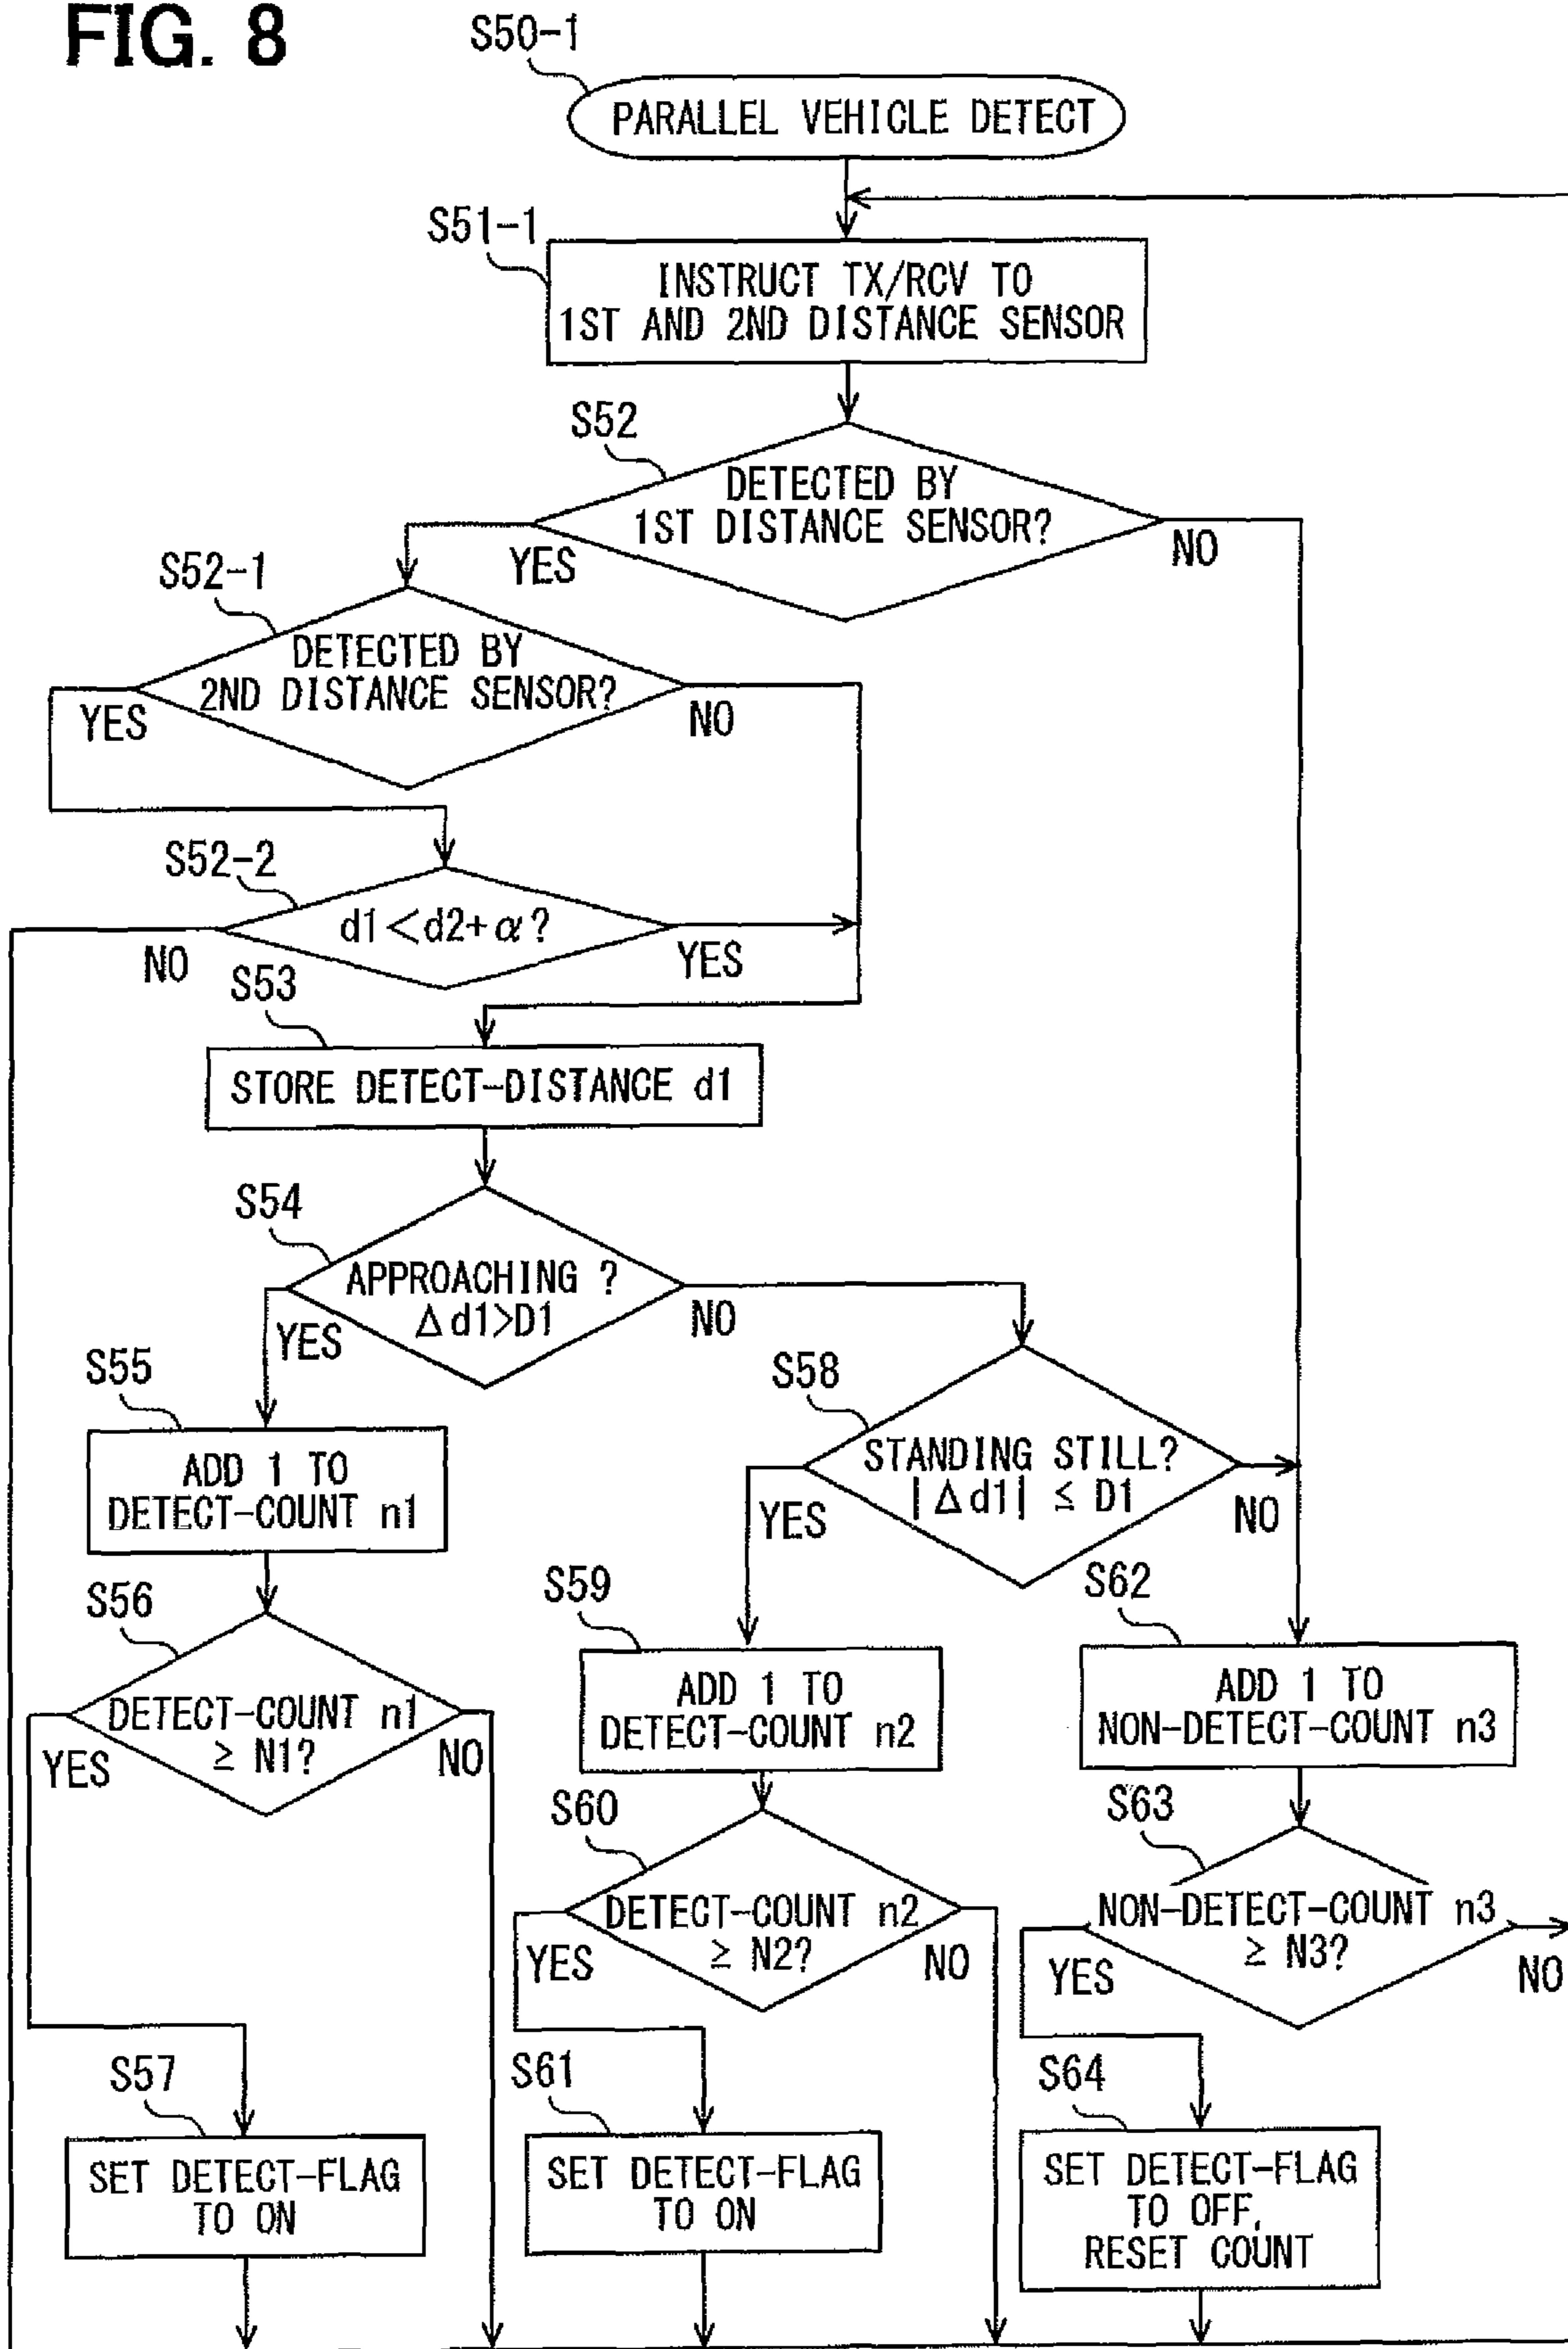 FIG. 8
S50-1
PARALLEL VEHICLE DETECT
S51-1
INSTRUCT TX/RCV TO
1ST AND 2ND DISTANCE SENSOR
S52
DETECTED BY
1ST DISTANCE SENSOR?
YES
NO
S52-1
DETECTED BY
2ND DISTANCE SENSOR?
YES
NO
S52-2
d1<d2+α?
NO
YES
S53
STORE DETECT-DISTANCE d1
S54
APPROACHING ?
Δd1>D1
YES
NO
S55
ADD 1 TO
DETECT-COUNT n1
S58
STANDING STILL?
|Δd1| ≤ D1
YES
NO
S56
DETECT-COUNT n1
≥ N1?
YES
NO
S59
ADD 1 TO
DETECT-COUNT n2
S62
ADD 1 TO
NON-DETECT-COUNT n3
S60
DETECT-COUNT n2
≥ N2?
YES
NO
S63
NON-DETECT-COUNT n3
≥ N3?
YES
NO
S57
SET DETECT-FLAG
TO ON
S61
SET DETECT-FLAG
TO ON
S64
SET DETECT-FLAG
TO OFF,
RESET COUNT